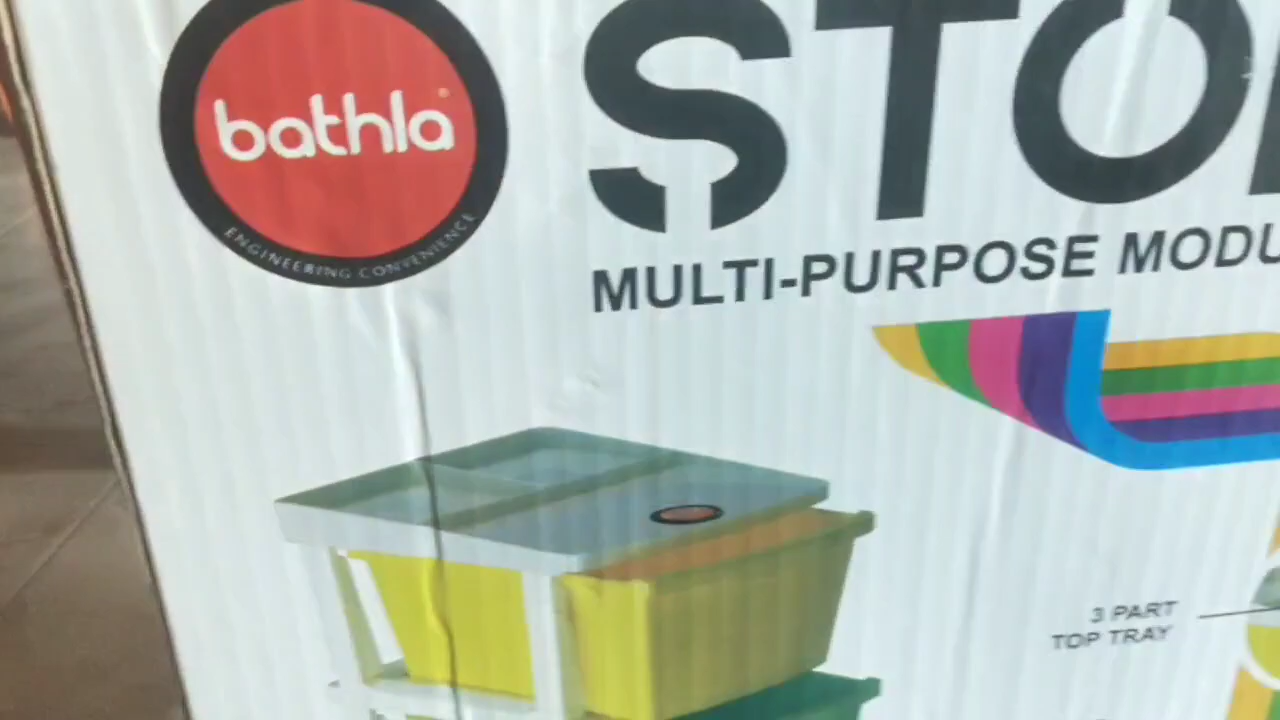 bathla
ENGINEERING CONVENIENCE
STO
MULTI-PURPOSE MODU
3 PART
TOP TRAY